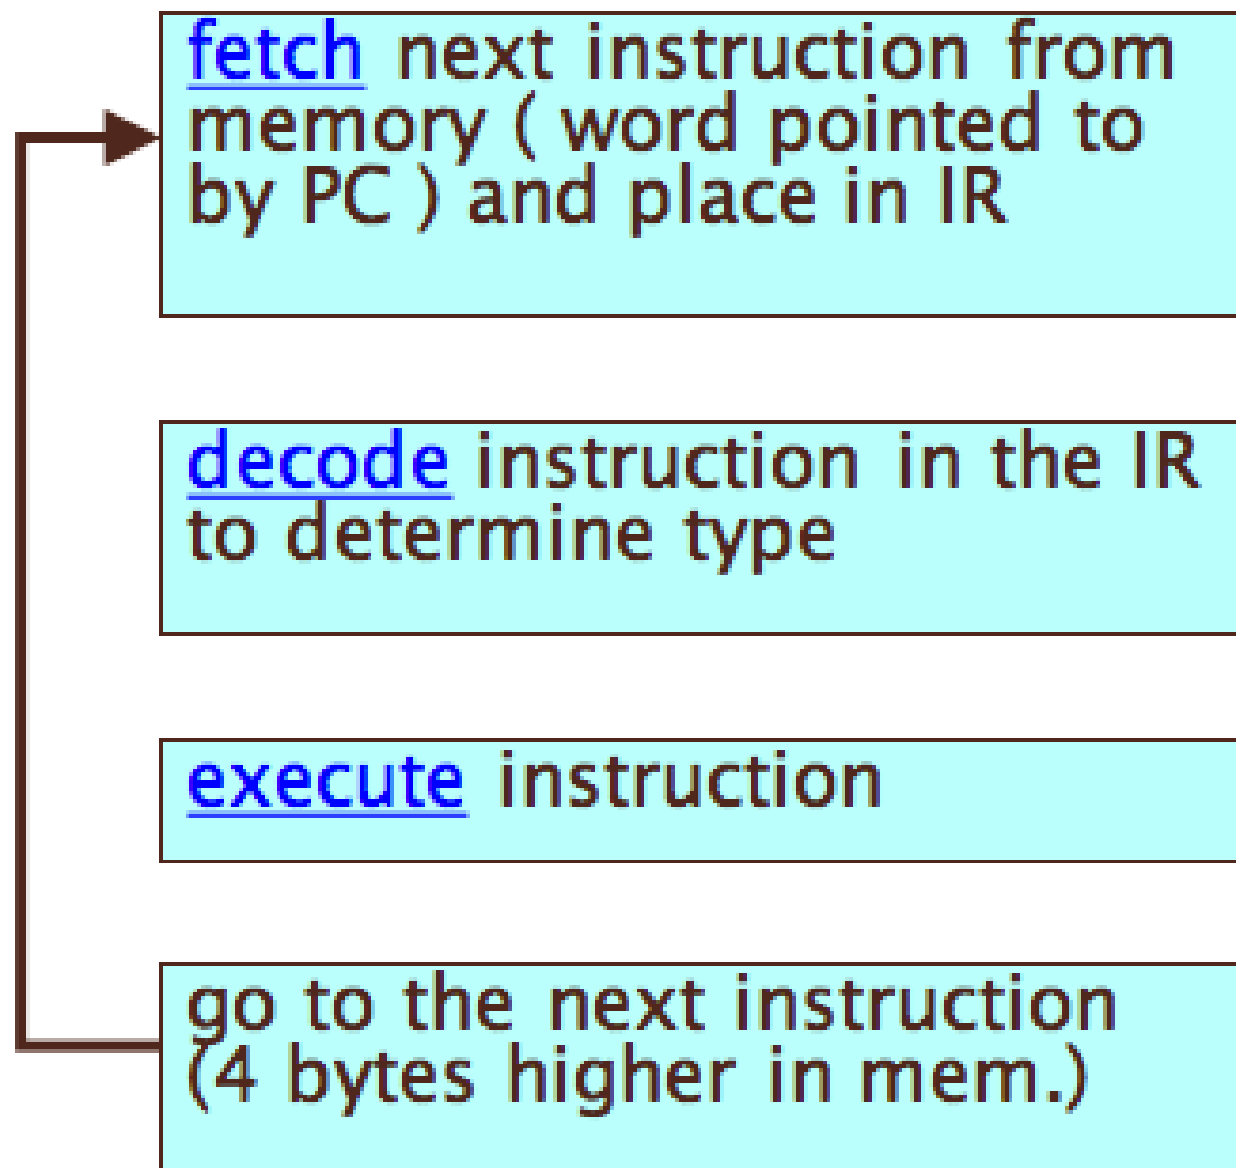 fetch next instruction from
memory ( word pointed to
by PC ) and place in IR
decode instruction in the IR
to determine type
execute instruction
go to the next instruction
(4 bytes higher in mem.)